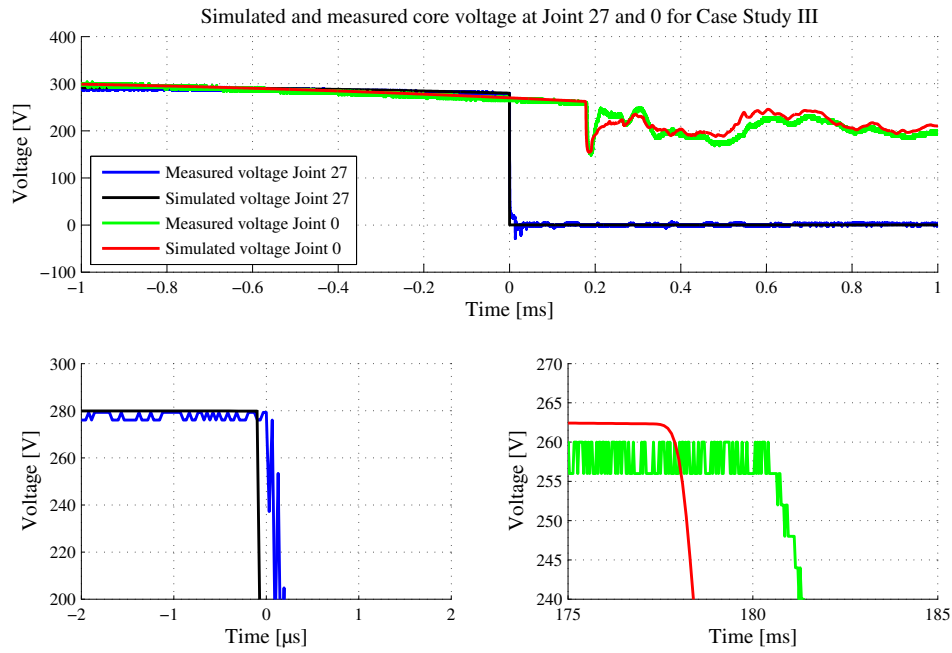 Simulated and measured core voltage at Joint 27 and 0 for Case Study III
Voltage [V]
400
300
200
100
0
−100
Measured voltage Joint 27
Simulated voltage Joint 27
Measured voltage Joint 0
Simulated voltage Joint 0
−1 −0.8 −0.6 −0.4 −0.2 0 0.2 0.4 0.6 0.8 1
Time [ms]
Voltage [V]
300
280
260
240
220
200
−2 −1 0 1 2
Time [µs]
Voltage [V]
270
265
260
255
250
245
240
175 180 185
Time [ms]